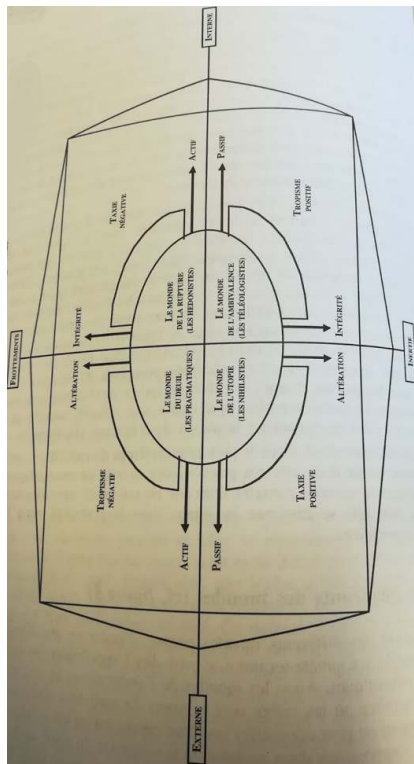 FROTTEMENTS
ALTÉRATION
INTÉGRITÉ
TROPISME
NÉGATIF
TAXIE
NÉGATIVE
LE MONDE
DU DEUIL
(LES PRAGMATIQUES)
LE MONDE
DE LA RUPTURE
(LES HEDONISTES)
ACTIF
ACTIF
EXTERNE
INTERNE
PASSIF
PASSIF
LE MONDE
DE L'UTOPIE
(LES NIHILISTES)
LE MONDE
DE L'AMBIVALENCE
(LES TÉLÉOLOGISTES)
TAXIE
POSITIVE
TROPISME
POSITIF
ALTÉRATION
INTÉGRITÉ
INERTIE